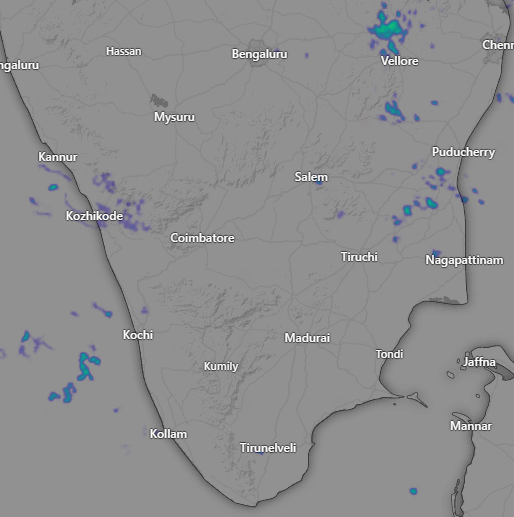 Hassan
Bengaluru
Chenn
ngaluru
Vellore
Mysuru
Kannur
Puducherry
Salem
Kozhikode
Coimbatore
Tiruchi
Nagapattinam
Kochi
Madurai
Tondi
Kumily
Jaffna
Mannar
Kollam
Tirunelveli